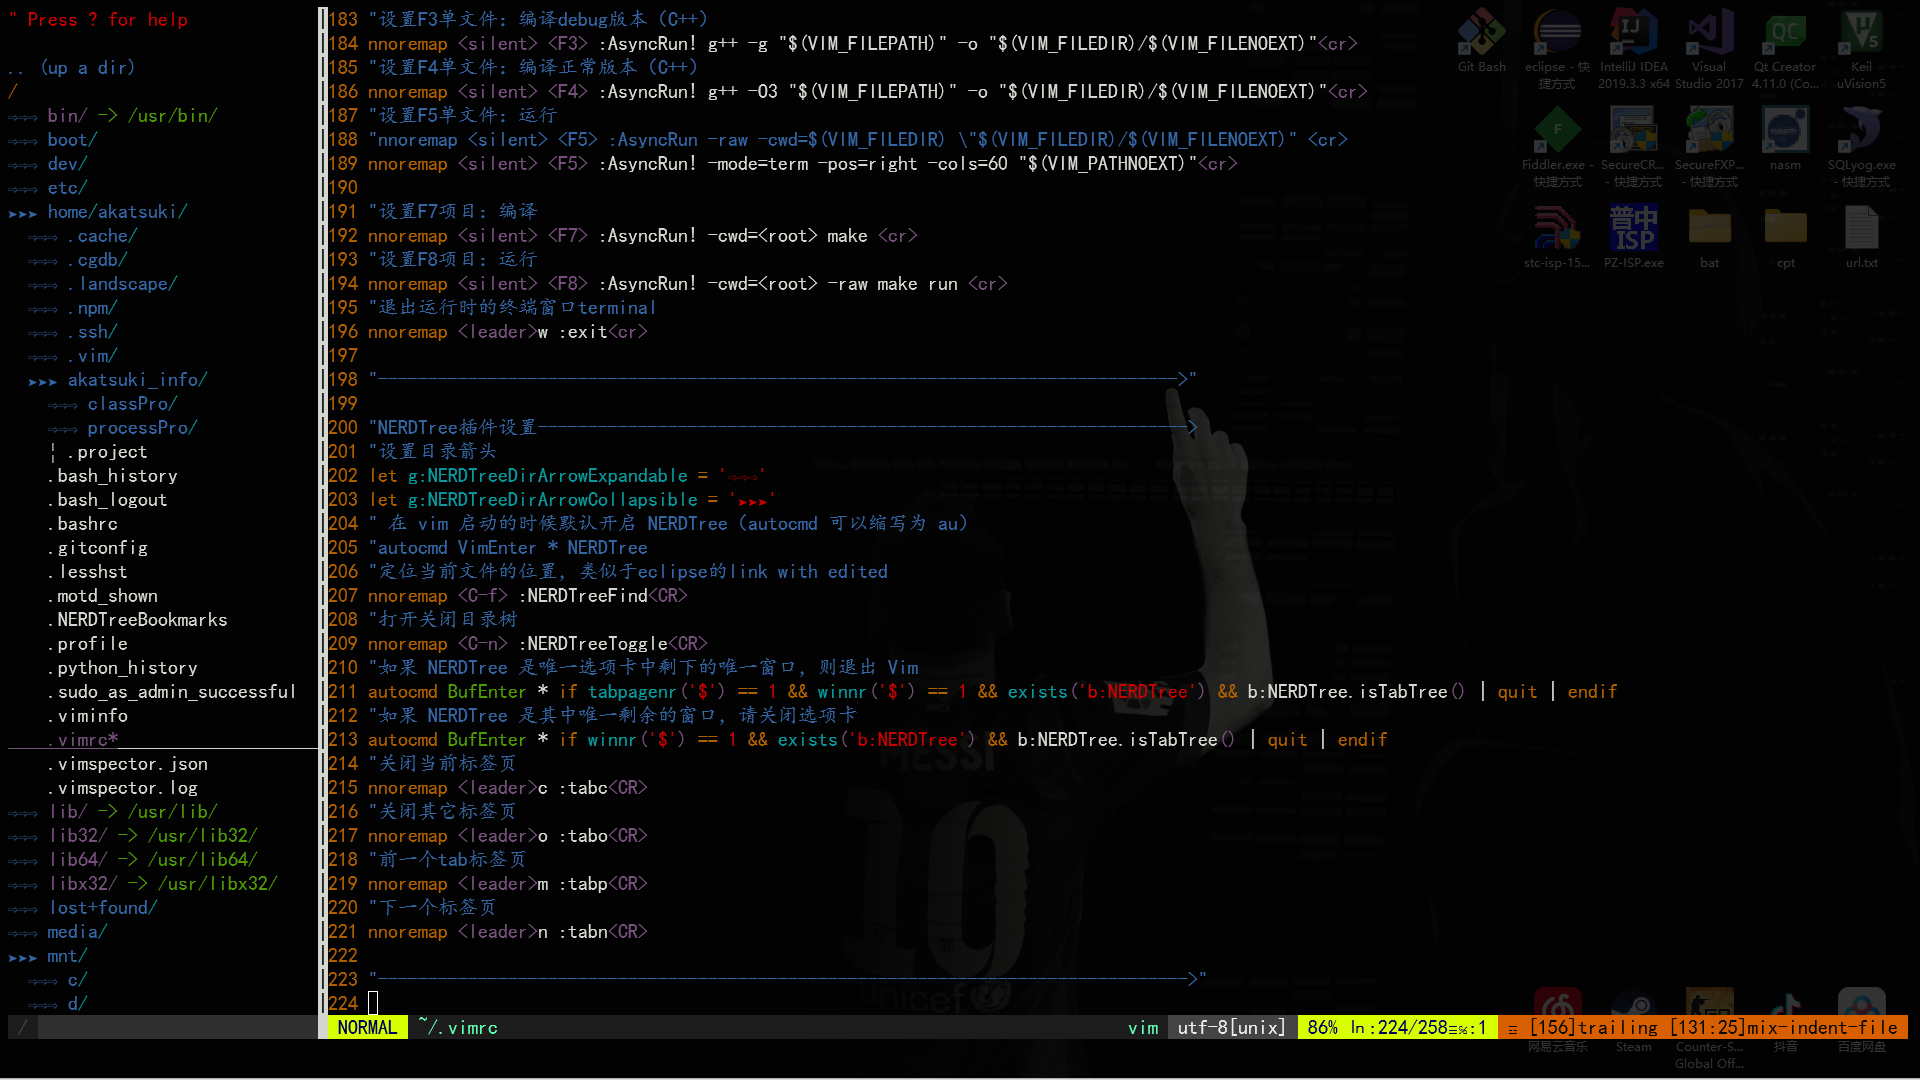 " Press ? for help
.. (up a dir)
/
⇨⇨⇨ bin/ -> /usr/bin/
⇨⇨⇨ boot/
⇨⇨⇨ dev/
⇨⇨⇨ etc/
➤➤➤ home/akatsuki/
⇨⇨⇨ .cache/
⇨⇨⇨ .cgdb/
⇨⇨⇨ .landscape/
⇨⇨⇨ .npm/
⇨⇨⇨ .ssh/
⇨⇨⇨ .vim/
➤➤➤ akatsuki_info/
⇨⇨⇨ classPro/
⇨⇨⇨ processPro/
¦ .project
.bash_history
.bash_logout
.bashrc
.gitconfig
.lesshst
.motd_shown
.NERDTreeBookmarks
.profile
.python_history
.sudo_as_admin_successful
.viminfo
.vimrc*
.vimspector.json
.vimspector.log
⇨⇨⇨ lib/ -> /usr/lib/
⇨⇨⇨ lib32/ -> /usr/lib32/
⇨⇨⇨ lib64/ -> /usr/lib64/
⇨⇨⇨ libx32/ -> /usr/libx32/
⇨⇨⇨ lost+found/
⇨⇨⇨ media/
➤➤➤ mnt/
⇨⇨⇨ c/
⇨⇨⇨ d/
/
183 "设置F3单文件: 编译debug版本 (C++)
184 nnoremap <silent> <F3> :AsyncRun! g++ -g "$(VIM_FILEPATH)" -o "$(VIM_FILEDIR)/$(VIM_FILENOEXT)"<cr>
185 "设置F4单文件: 编译正常版本 (C++)
186 nnoremap <silent> <F4> :AsyncRun! g++ -O3 "$(VIM_FILEPATH)" -o "$(VIM_FILEDIR)/$(VIM_FILENOEXT)"<cr>
187 "设置F5单文件: 运行
188 "nnoremap <silent> <F5> :AsyncRun -raw -cwd=$(VIM_FILEDIR) \"$(VIM_FILEDIR)/$(VIM_FILENOEXT)" <cr>
189 nnoremap <silent> <F5> :AsyncRun! -mode=term -pos=right -cols=60 "$(VIM_PATHNOEXT)"<cr>
190
191 "设置F7项目: 编译
192 nnoremap <silent> <F7> :AsyncRun! -cwd=<root> make <cr>
193 "设置F8项目: 运行
194 nnoremap <silent> <F8> :AsyncRun! -cwd=<root> -raw make run <cr>
195 "退出运行时的终端窗口terminal
196 nnoremap <leader>w :exit<cr>
197
198 "-------------------------------------------------------------------------------->"
199
200 "NERDTree插件设置----------------------------------------------------------------->
201 "设置目录箭头
202 let g:NERDTreeDirArrowExpandable = '⇨⇨⇨'
203 let g:NERDTreeDirArrowCollapsible = '➤➤➤'
204 " 在 vim 启动的时候默认开启 NERDTree (autocmd 可以缩写为 au)
205 "autocmd VimEnter * NERDTree
206 "定位当前文件的位置, 类似于eclipse的link with edited
207 nnoremap <C-f> :NERDTreeFind<CR>
208 "打开关闭目录树
209 nnoremap <C-n> :NERDTreeToggle<CR>
210 "如果 NERDTree 是唯一选项卡中剩下的唯一窗口, 则退出 Vim
211 autocmd BufEnter * if tabpagenr('$') == 1 && winnr('$') == 1 && exists('b:NERDTree') && b:NERDTree.isTabTree() | quit | endif
212 "如果 NERDTree 是其中唯一剩余的窗口, 请关闭选项卡
213 autocmd BufEnter * if winnr('$') == 1 && exists('b:NERDTree') && b:NERDTree.isTabTree() | quit | endif
214 "关闭当前标签页
215 nnoremap <leader>c :tabc<CR>
216 "关闭其它标签页
217 nnoremap <leader>o :tabo<CR>
218 "前一个tab标签页
219 nnoremap <leader>m :tabp<CR>
220 "下一个标签页
221 nnoremap <leader>n :tabn<CR>
222
223 "--------------------------------------------------------------------------------->"
224
NORMAL ~/.vimrc vim utf-8[unix] 86% ln:224/258≡℅:1 ☲ [156]trailing [131:25]mix-indent-file
Git Bash
eclipse - 快捷方式
IntelliJ IDEA 2019.3.3 x64
Visual Studio 2017
Qt Creator 4.11.0 (Co...
Keil uVision5
Fiddler.exe - 快捷方式
SecureCR... - 快捷方式
SecureFXP... - 快捷方式
nasm
SQLyog.exe - 快捷方式
stc-isp-15...
普中
ISP
PZ-ISP.exe
bat
cpt
url.txt
MESSI
10
unicef
网易云音乐
Steam
Counter-S... Global Off...
抖音
百度网盘